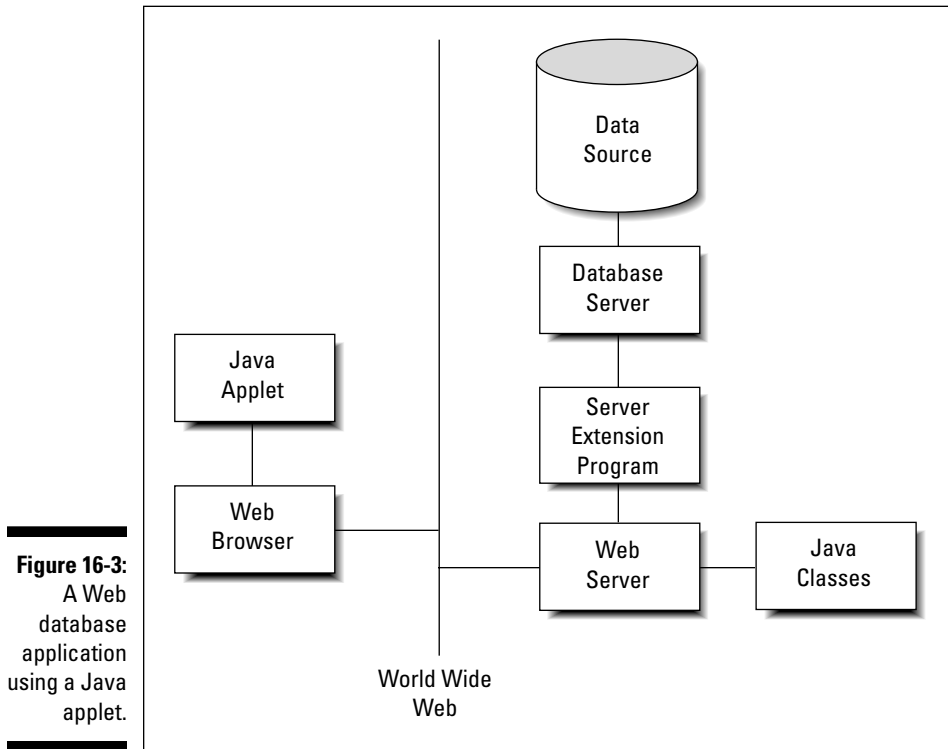 Data
Source
Database
Server
Java
Applet
Server
Extension
Program
Web
Browser
Web
Server
Java
Classes
World Wide
Web
Figure 16-3:
A Web
database
application
using a Java
applet.